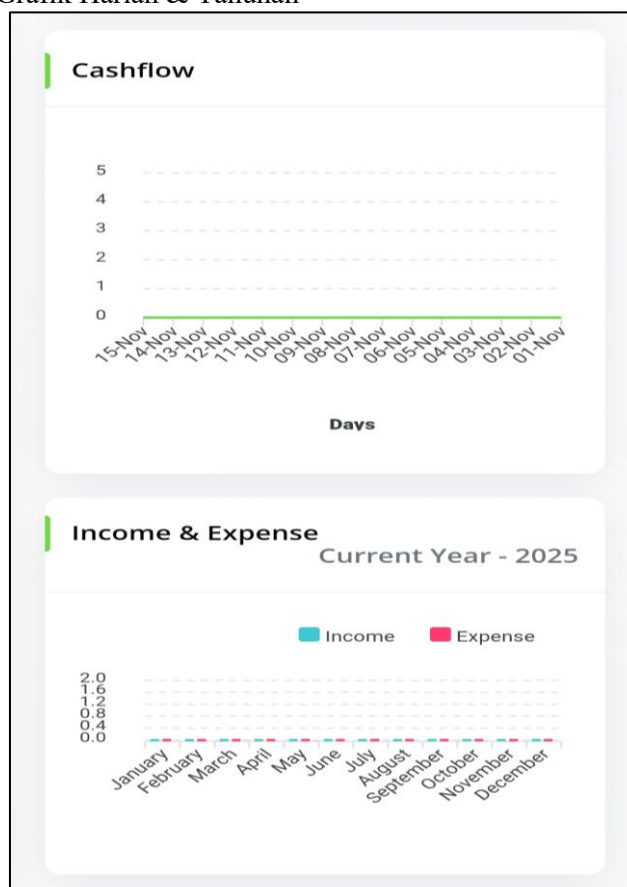 Grafik Harian & Tahunan
Cashflow
5
4
3
2
1
0
15-Nov
14-Nov
13-Nov
12-Nov
11-Nov
10-Nov
09-Nov
08-Nov
07-Nov
06-Nov
05-Nov
04-Nov
03-Nov
02-Nov
01-Nov
Days
Income & Expense
Current Year - 2025
Income
Expense
2.0
1.6
1.2
0.8
0.4
0.0
January
February
March
April
May
June
July
August
September
October
November
December